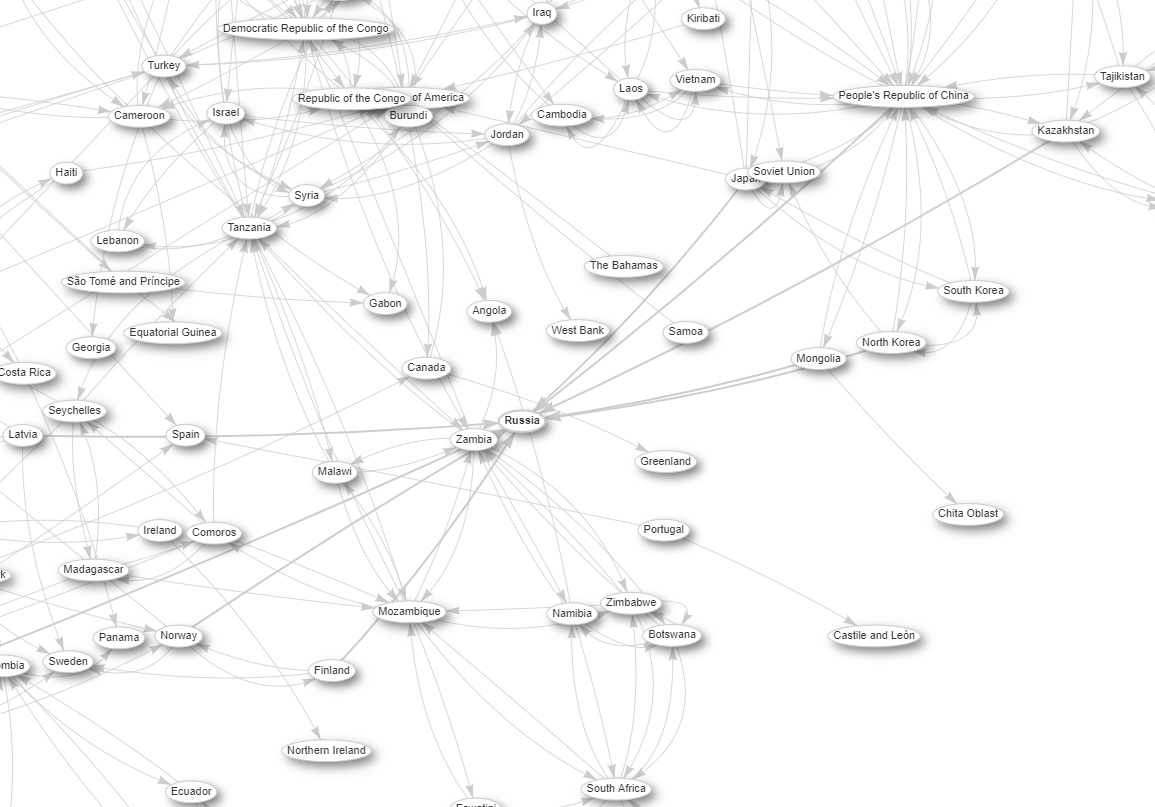 Democratic Republic of the Congo
Iraq
Kiribati
Turkey
Laos
Vietnam
Tajikistan
Republic of the Congo
of America
People's Republic of China
Cameroon
Israel
Burundi
Cambodia
Jordan
Kazakhstan
Haiti
Syria
Japa
Soviet Union
Tanzania
Lebanon
The Bahamas
São Tomé and Príncipe
South Korea
Gabon
Angola
Equatorial Guinea
West Bank
Samoa
Georgia
North Korea
Mongolia
Costa Rica
Canada
Seychelles
Russia
Latvia
Spain
Zambia
Greenland
Malawi
Chita Oblast
Ireland
Comoros
Portugal
Madagascar
k
Mozambique
Namibia
Zimbabwe
Panama
Norway
Botswana
Castile and León
mbia
Sweden
Finland
Northern Ireland
Ecuador
South Africa
Eswatini